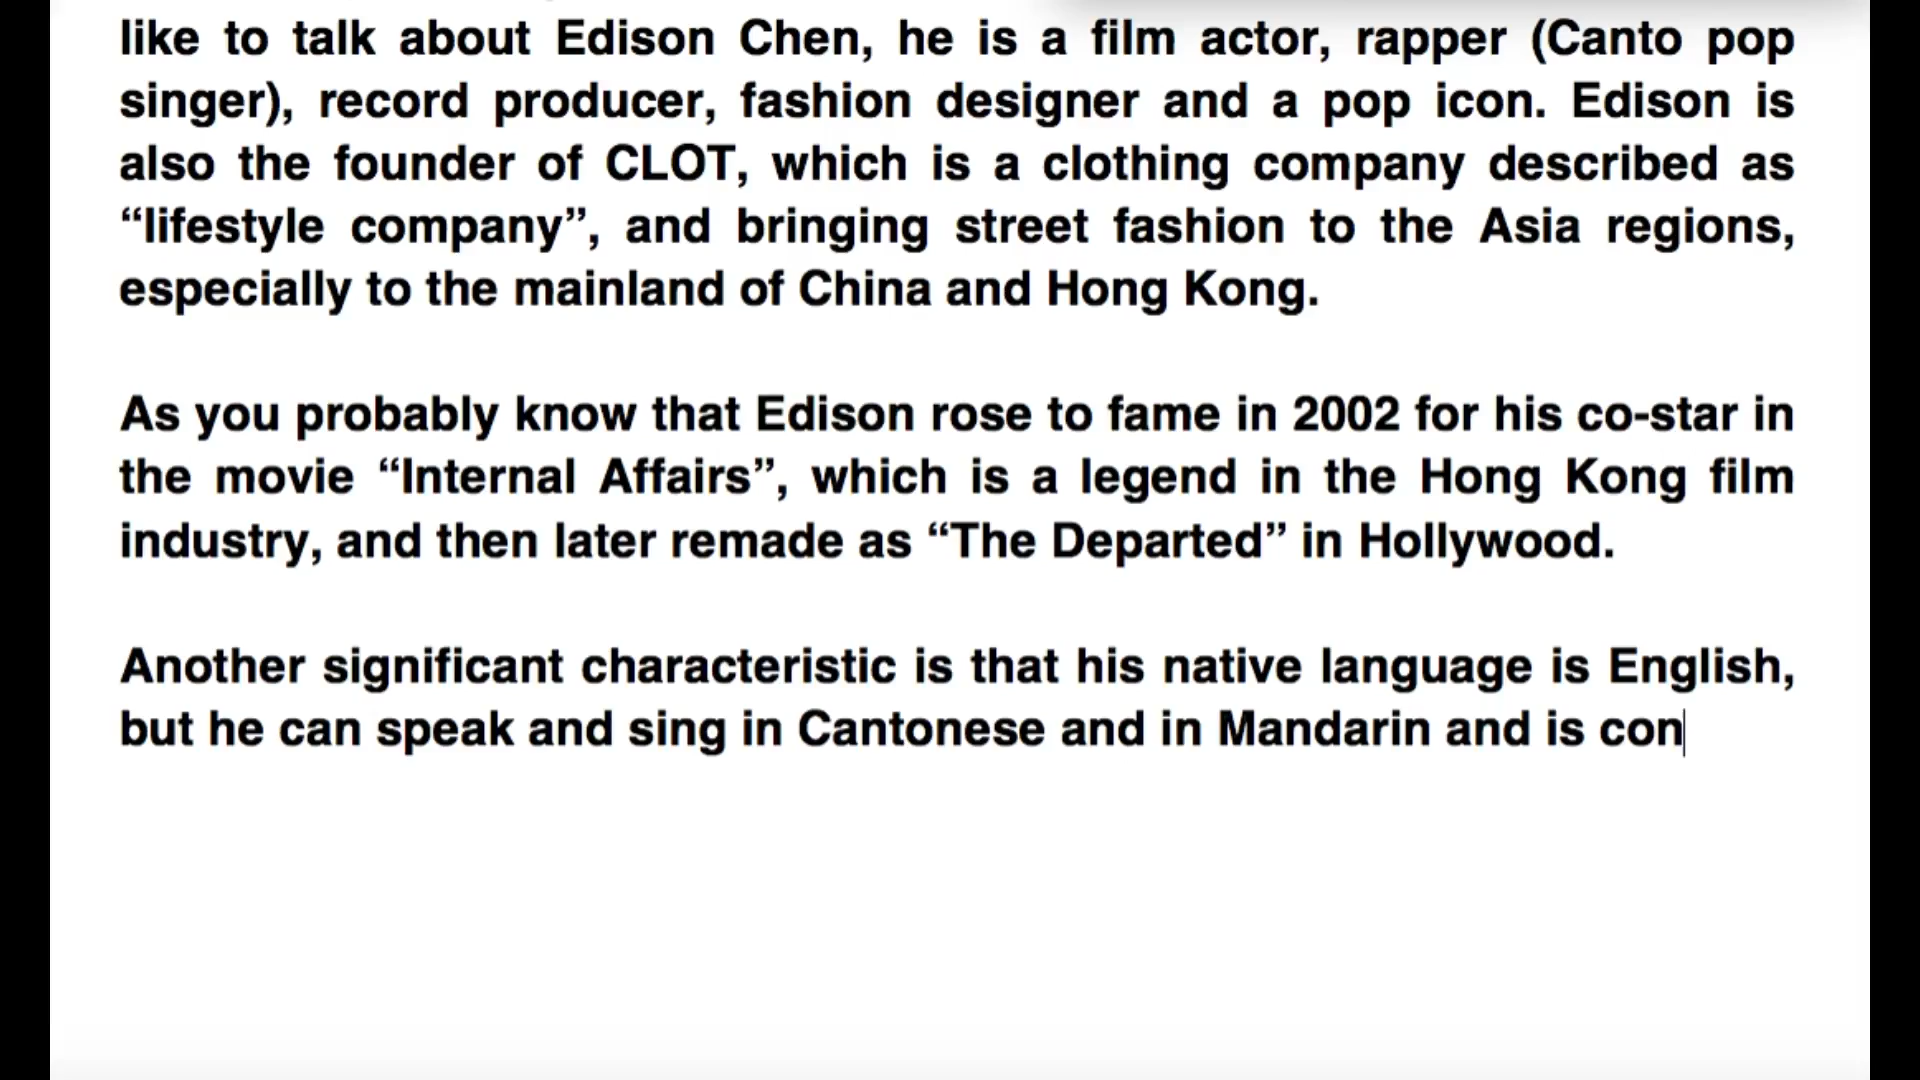 like to talk about Edison Chen, he is a film actor, rapper (Canto pop
singer), record producer, fashion designer and a pop icon. Edison is
also the founder of CLOT, which is a clothing company described as
“lifestyle company”, and bringing street fashion to the Asia regions,
especially to the mainland of China and Hong Kong.
As you probably know that Edison rose to fame in 2002 for his co-star in
the movie “Internal Affairs”, which is a legend in the Hong Kong film
industry, and then later remade as “The Departed” in Hollywood.
Another significant characteristic is that his native language is English,
but he can speak and sing in Cantonese and in Mandarin and is con